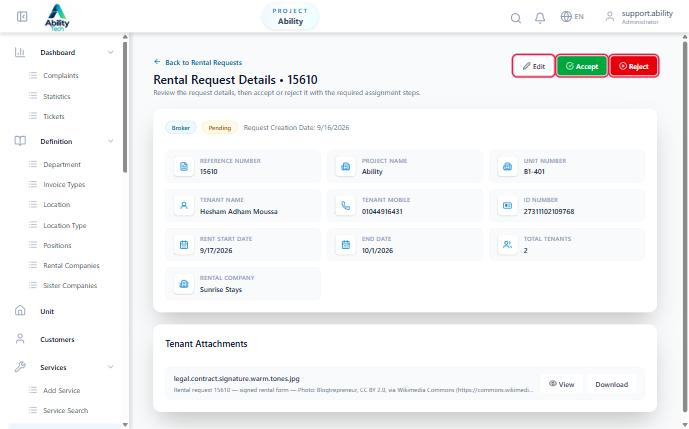 Ability
Tech
PROJECT
Ability
EN
support.ability
Administrator
Dashboard
Complaints
Statistics
Tickets
Definition
Department
Invoice Types
Location
Location Type
Positions
Rental Companies
Sister Companies
Unit
Customers
Services
Add Service
Service Search
Back to Rental Requests
Rental Request Details • 15610
Review the request details, then accept or reject it with the required assignment steps.
Edit
Accept
Reject
Broker
Pending
Request Creation Date: 9/16/2026
REFERENCE NUMBER
15610
PROJECT NAME
Ability
UNIT NUMBER
B1-401
TENANT NAME
Hesham Adham Moussa
TENANT MOBILE
01044916431
ID NUMBER
27311102109768
RENT START DATE
9/17/2026
END DATE
10/1/2026
TOTAL TENANTS
2
RENTAL COMPANY
Sunrise Stays
Tenant Attachments
legal.contract.signature.warm.tones.jpg
Rental request 15610 — signed rental form — Photo: Blogtrepreneur, CC BY 2.0, via Wikimedia Commons (https://commons.wikimedi...
View
Download